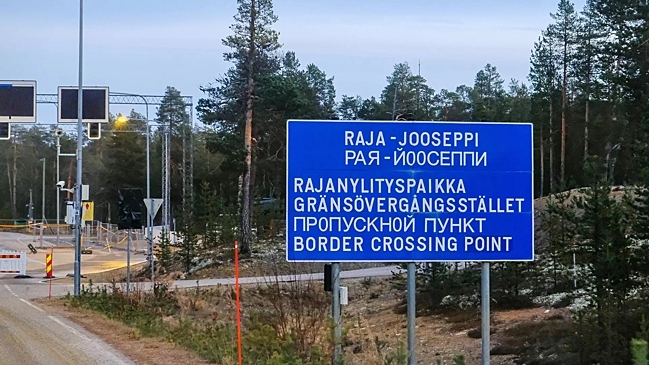 RAJA - JOOSEPPI
РАЯ - ЙООСЕППИ
RAJANYLITYSPAIKKA
GRÄNSÖVERGÅNGSSTÄLLET
ПРОПУСКНОЙ ПУНКТ
BORDER CROSSING POINT